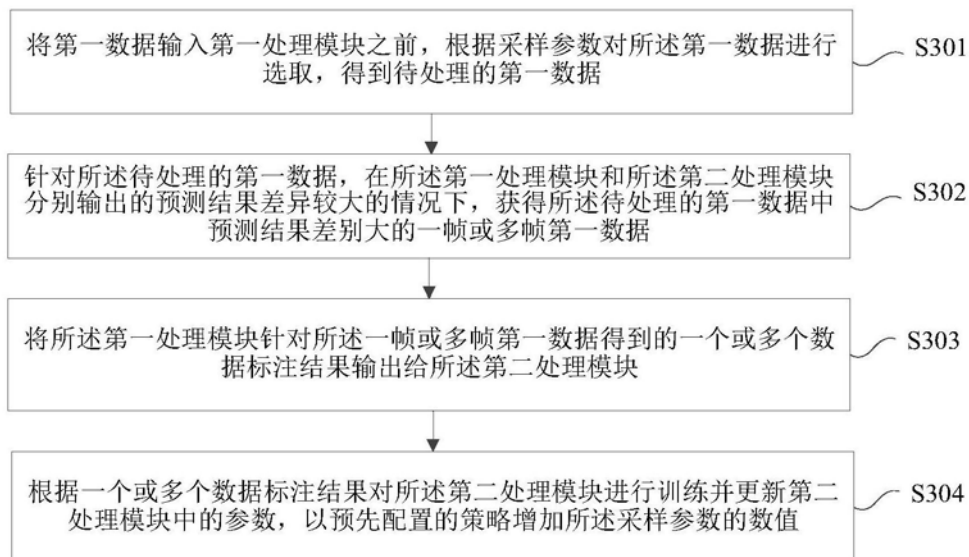 将第一数据输入第一处理模块之前，根据采样参数对所述第一数据进行
选取，得到待处理的第一数据
S301
针对所述待处理的第一数据，在所述第一处理模块和所述第二处理模块
分别输出的预测结果差异较大的情况下，获得所述待处理的第一数据中
预测结果差别大的一帧或多帧第一数据
S302
将所述第一处理模块针对所述一帧或多帧第一数据得到的一个或多个数
据标注结果输出给所述第二处理模块
S303
根据一个或多个数据标注结果对所述第二处理模块进行训练并更新第二
处理模块中的参数，以预先配置的策略增加所述采样参数的数值
S304